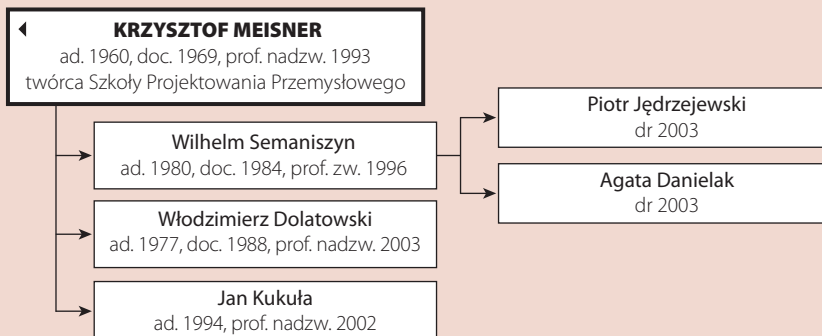 KRZYSZTOF MEISNER
ad. 1960, doc. 1969, prof. nadzw. 1993
twórca Szkoły Projektowania Przemysłowego
Wilhelm Semaniszyn
ad. 1980, doc. 1984, prof. zw. 1996
Piotr Jędrzejewski
dr 2003
Agata Danielak
dr 2003
Włodzimierz Dolatowski
ad. 1977, doc. 1988, prof. nadzw. 2003
Jan Kukuła
ad. 1994, prof. nadzw. 2002